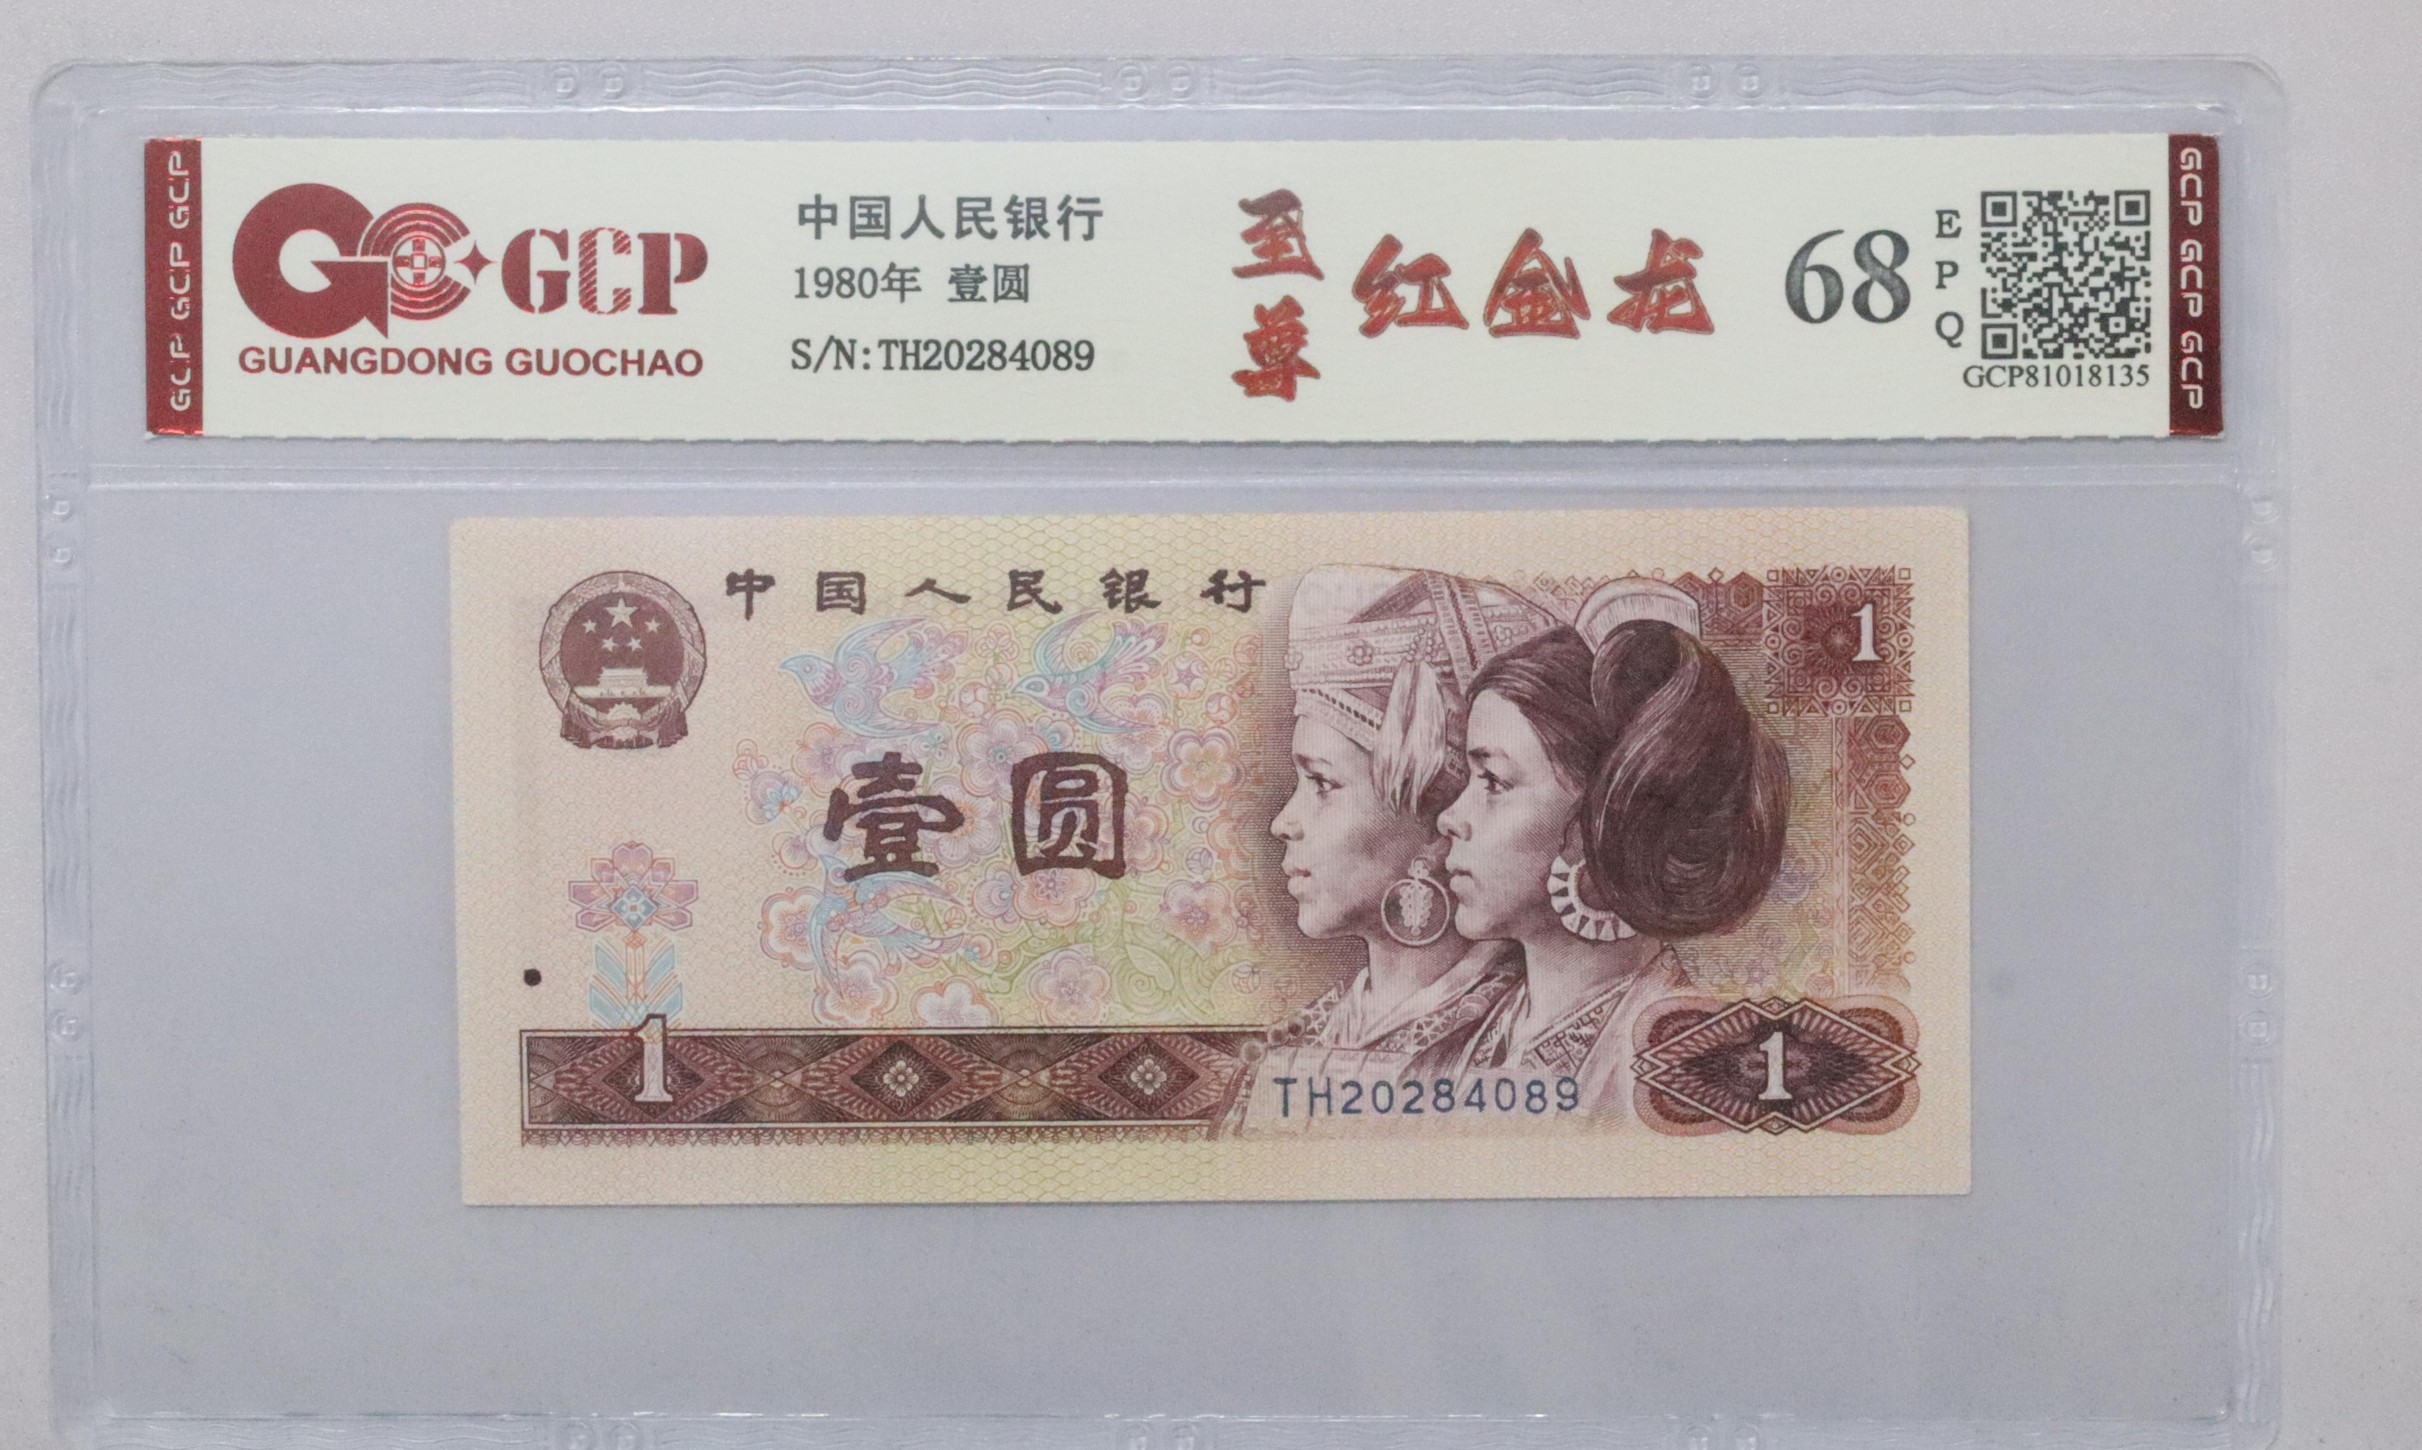 GCP GCP GCP
GCP
GUANGDONG GUOCHAO
中国人民银行
1980年 壹圆
S/N:TH20284089
至尊
红金龙
68
EPQ
GCP81018135
GCP GCP GCP
中国人民银行
1
壹圆
1
TH20284089
1